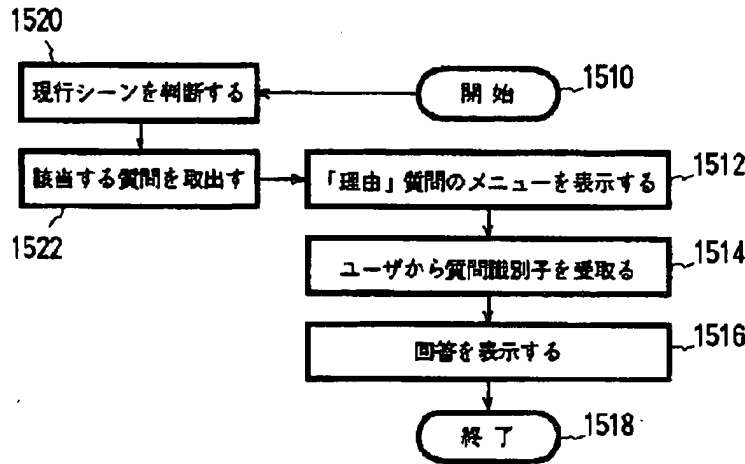 1520
現行シーンを判断する
開始
1510
該当する質問を取出す
1522
「理由」質問のメニューを表示する
1512
ユーザから質問識別子を受取る
1514
回答を表示する
1516
終了
1518